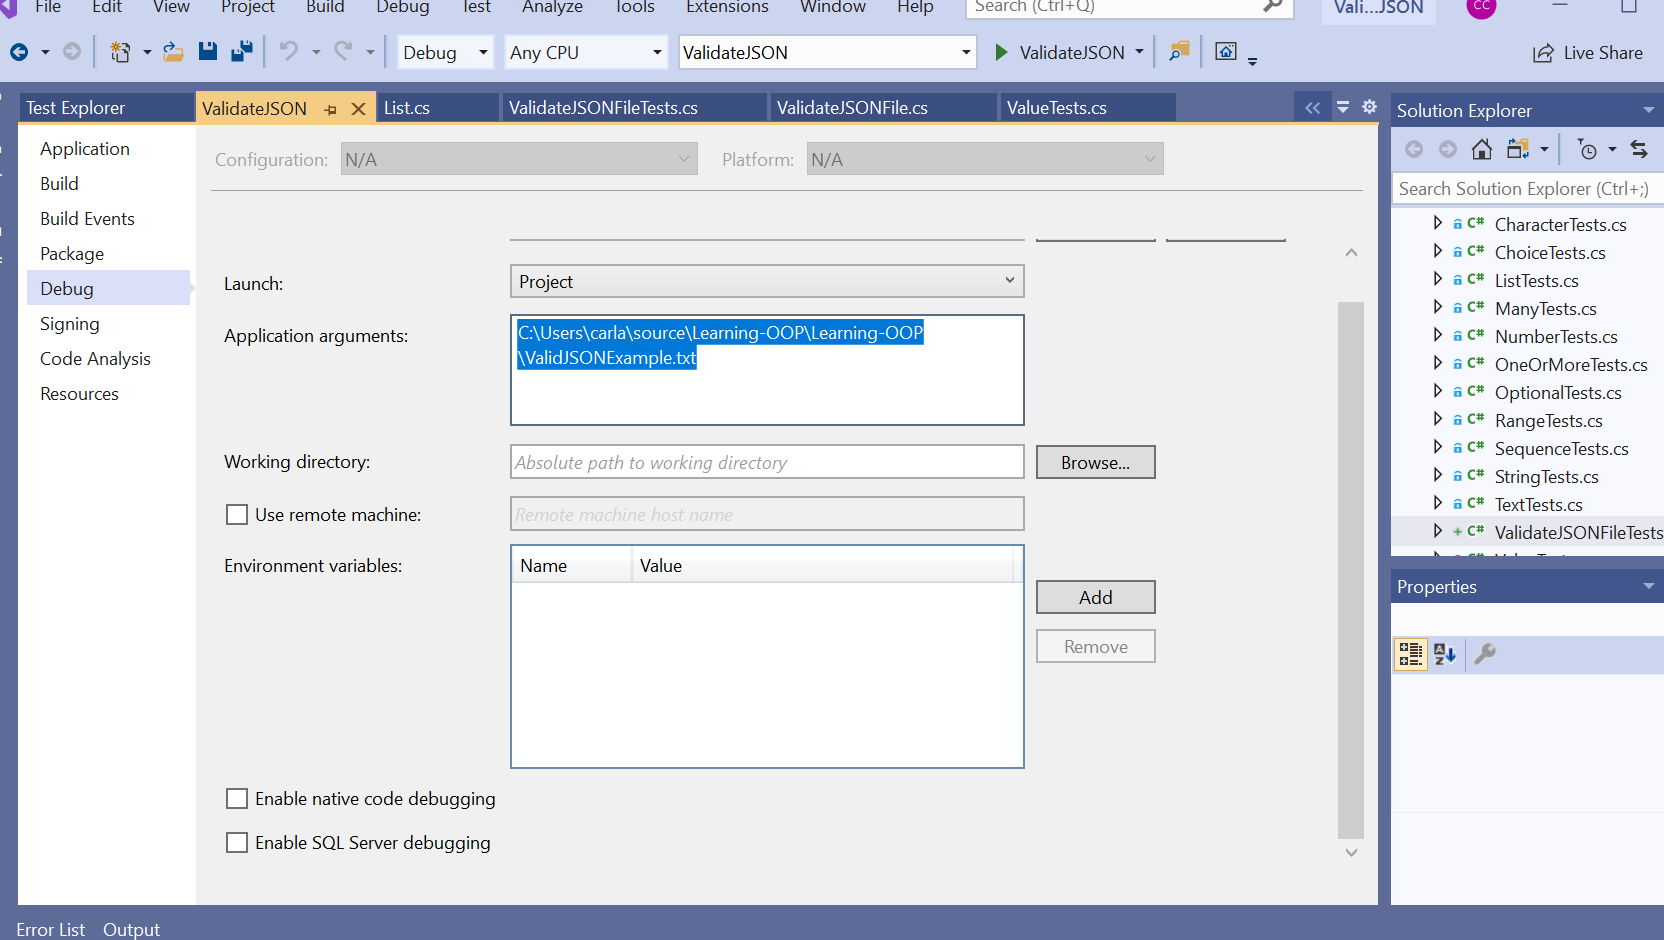 File Edit View Project Build Debug Test Analyze Tools Extensions Window Help Search (Ctrl+Q) Vali...JSON CC
Debug Any CPU ValidateJSON ValidateJSON Live Share
Test Explorer ValidateJSON List.cs ValidateJSONFileTests.cs ValidateJSONFile.cs ValueTests.cs
Application
Build
Build Events
Package
Debug
Signing
Code Analysis
Resources
Configuration: N/A Platform: N/A
Launch: Project
Application arguments: C:\Users\carla\source\Learning-OOP\Learning-OOP
\ValidJSONExample.txt
Working directory: Absolute path to working directory Browse...
Use remote machine: Remote machine host name
Environment variables: Name Value
Add
Remove
Enable native code debugging
Enable SQL Server debugging
Solution Explorer
Search Solution Explorer (Ctrl+;)
C# CharacterTests.cs
C# ChoiceTests.cs
C# ListTests.cs
C# ManyTests.cs
C# NumberTests.cs
C# OneOrMoreTests.cs
C# OptionalTests.cs
C# RangeTests.cs
C# SequenceTests.cs
C# StringTests.cs
C# TextTests.cs
C# ValidateJSONFileTests
Properties
Error List Output